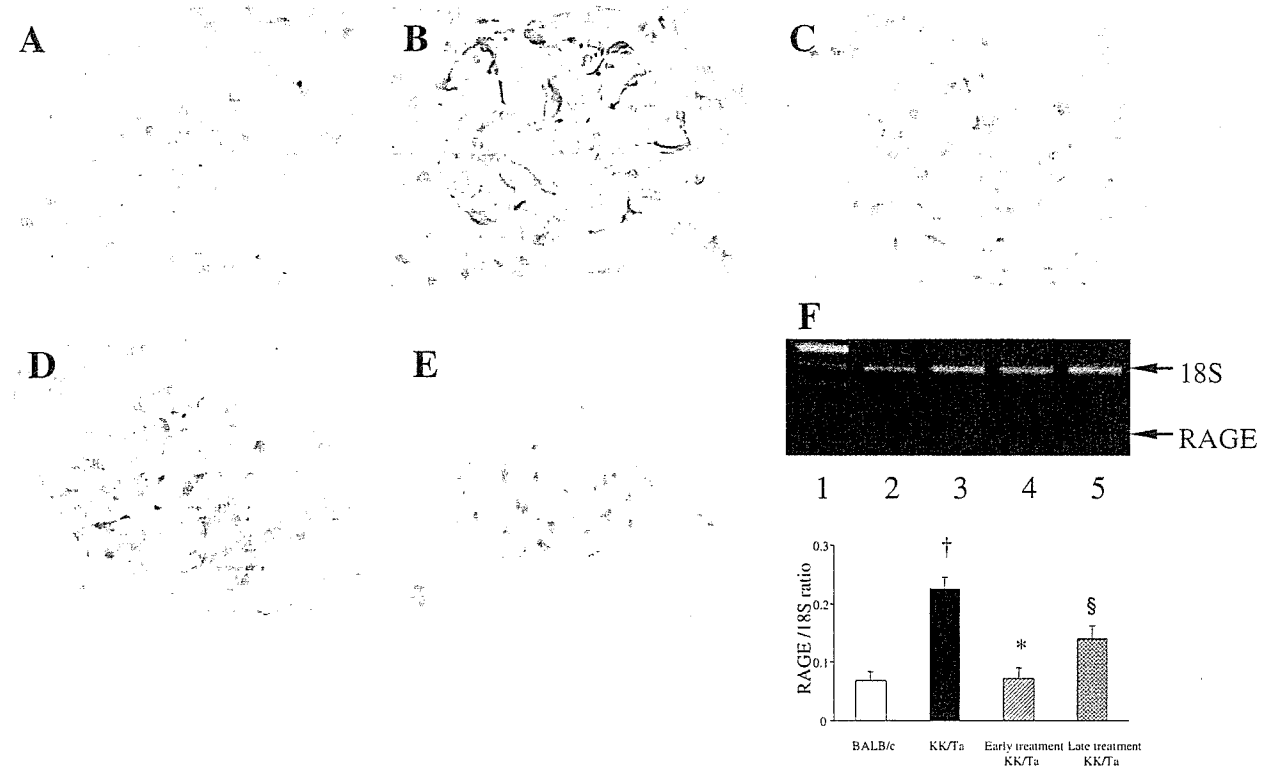 A
B
C
D
E
F
18S
RAGE
1 2 3 4 5
RAGE /18S ratio
0.3
0.2
0.1
0
†
*
§
BALB/c KK/Ta Early treatment Late treatment
KK/Ta KK/Ta